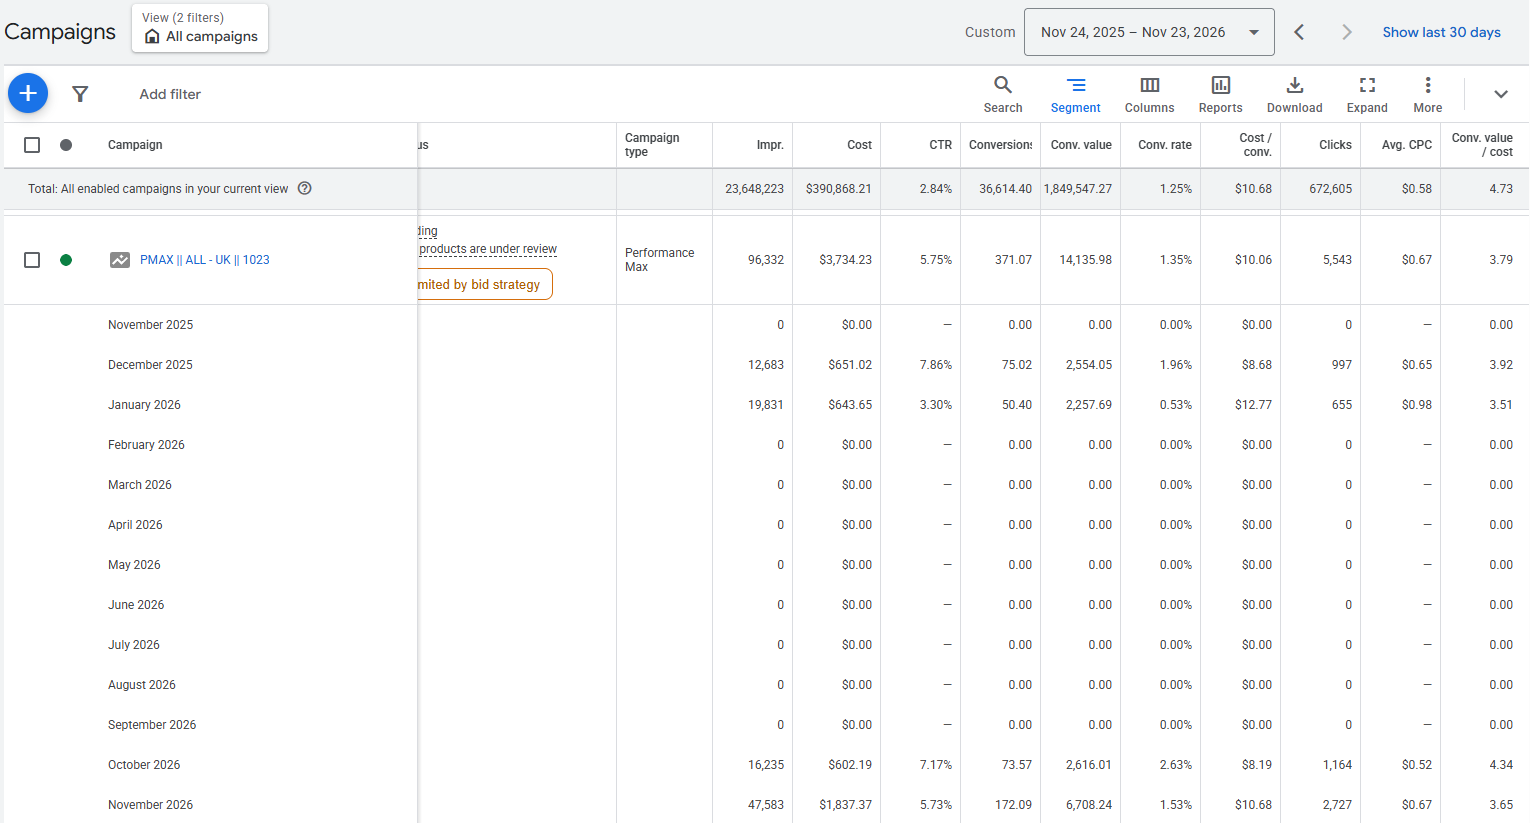 Campaigns
View (2 filters)
All campaigns
Custom
Nov 24, 2025 – Nov 23, 2026
Show last 30 days
Add filter
Search
Segment
Columns
Reports
Download
Expand
More
Campaign
us
Campaign type
Impr.
Cost
CTR
Conversions
Conv. value
Conv. rate
Cost / conv.
Clicks
Avg. CPC
Conv. value / cost
Total: All enabled campaigns in your current view 23,648,223 $390,868.21 2.84% 36,614.40 1,849,547.27 1.25% $10.68 672,605 $0.58 4.73
ding
products are under review
mited by bid strategy
PMAX || ALL - UK || 1023 Performance Max 96,332 $3,734.23 5.75% 371.07 14,135.98 1.35% $10.06 5,543 $0.67 3.79
November 2025 0 $0.00 — 0.00 0.00 0.00% $0.00 0 — 0.00
December 2025 12,683 $651.02 7.86% 75.02 2,554.05 1.96% $8.68 997 $0.65 3.92
January 2026 19,831 $643.65 3.30% 50.40 2,257.69 0.53% $12.77 655 $0.98 3.51
February 2026 0 $0.00 — 0.00 0.00 0.00% $0.00 0 — 0.00
March 2026 0 $0.00 — 0.00 0.00 0.00% $0.00 0 — 0.00
April 2026 0 $0.00 — 0.00 0.00 0.00% $0.00 0 — 0.00
May 2026 0 $0.00 — 0.00 0.00 0.00% $0.00 0 — 0.00
June 2026 0 $0.00 — 0.00 0.00 0.00% $0.00 0 — 0.00
July 2026 0 $0.00 — 0.00 0.00 0.00% $0.00 0 — 0.00
August 2026 0 $0.00 — 0.00 0.00 0.00% $0.00 0 — 0.00
September 2026 0 $0.00 — 0.00 0.00 0.00% $0.00 0 — 0.00
October 2026 16,235 $602.19 7.17% 73.57 2,616.01 2.63% $8.19 1,164 $0.52 4.34
November 2026 47,583 $1,837.37 5.73% 172.09 6,708.24 1.53% $10.68 2,727 $0.67 3.65